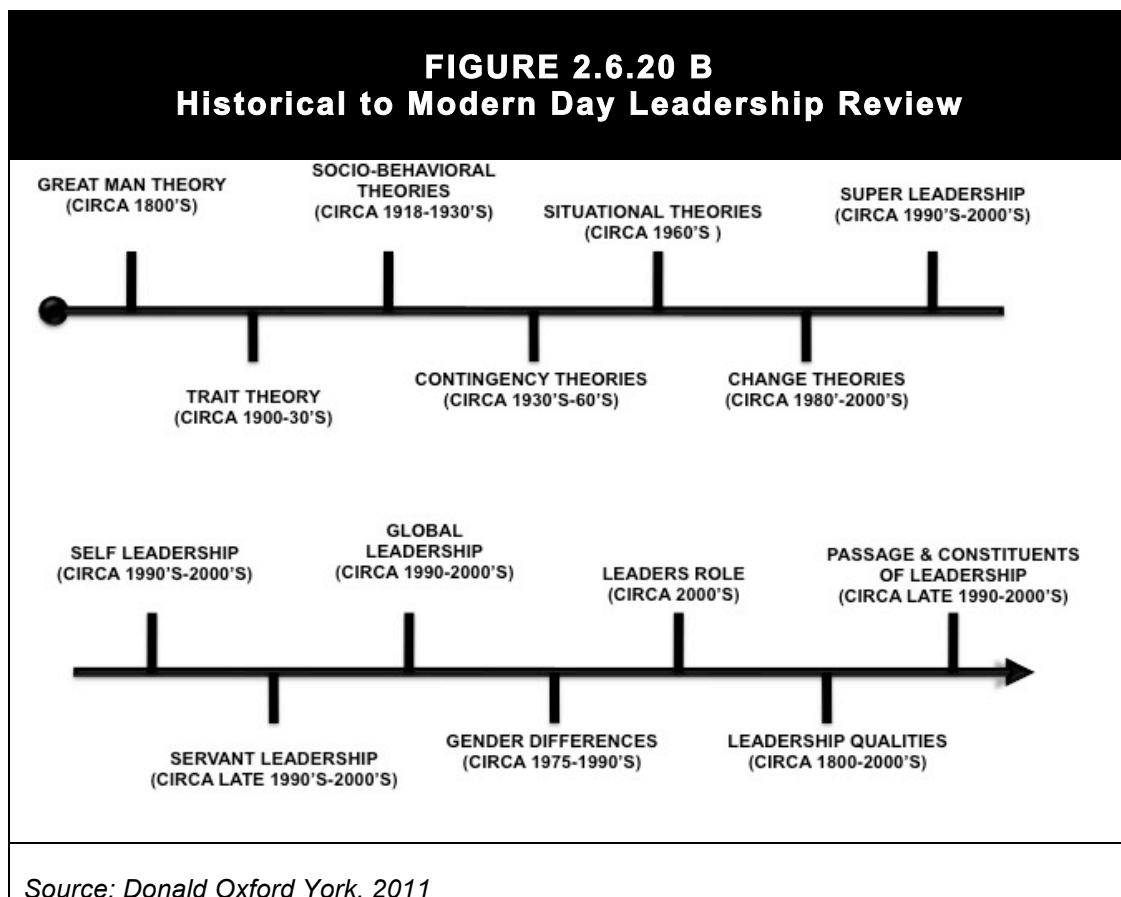 FIGURE 2.6.20 B
Historical to Modern Day Leadership Review
GREAT MAN THEORY
(CIRCA 1800'S)
SOCIO-BEHAVIORAL
THEORIES
(CIRCA 1918-1930'S)
SITUATIONAL THEORIES
(CIRCA 1960'S )
SUPER LEADERSHIP
(CIRCA 1990'S-2000'S)
TRAIT THEORY
(CIRCA 1900-30'S)
CONTINGENCY THEORIES
(CIRCA 1930'S-60'S)
CHANGE THEORIES
(CIRCA 1980'-2000'S)
SELF LEADERSHIP
(CIRCA 1990'S-2000'S)
GLOBAL
LEADERSHIP
(CIRCA 1990-2000'S)
LEADERS ROLE
(CIRCA 2000'S)
PASSAGE & CONSTITUENTS
OF LEADERSHIP
(CIRCA LATE 1990-2000'S)
SERVANT LEADERSHIP
(CIRCA LATE 1990'S-2000'S)
GENDER DIFFERENCES
(CIRCA 1975-1990'S)
LEADERSHIP QUALITIES
(CIRCA 1800-2000'S)
Source: Donald Oxford York, 2011